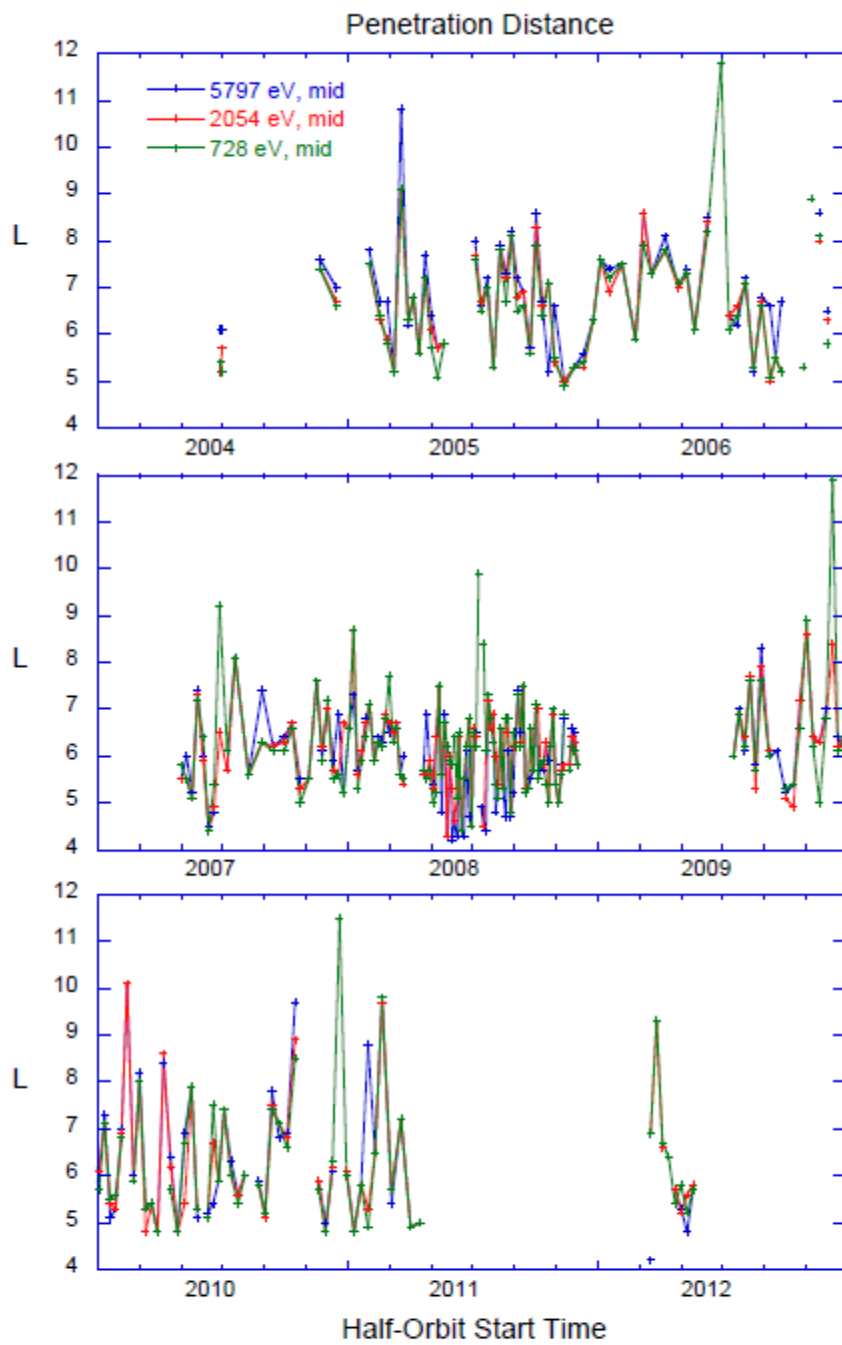 Penetration Distance
12
11
10
9
8
7
6
5
4
L
5797 eV, mid
2054 eV, mid
728 eV, mid
2004 2005 2006
12
11
10
9
8
7
6
5
4
L
2007 2008 2009
12
11
10
9
8
7
6
5
4
L
2010 2011 2012
Half-Orbit Start Time